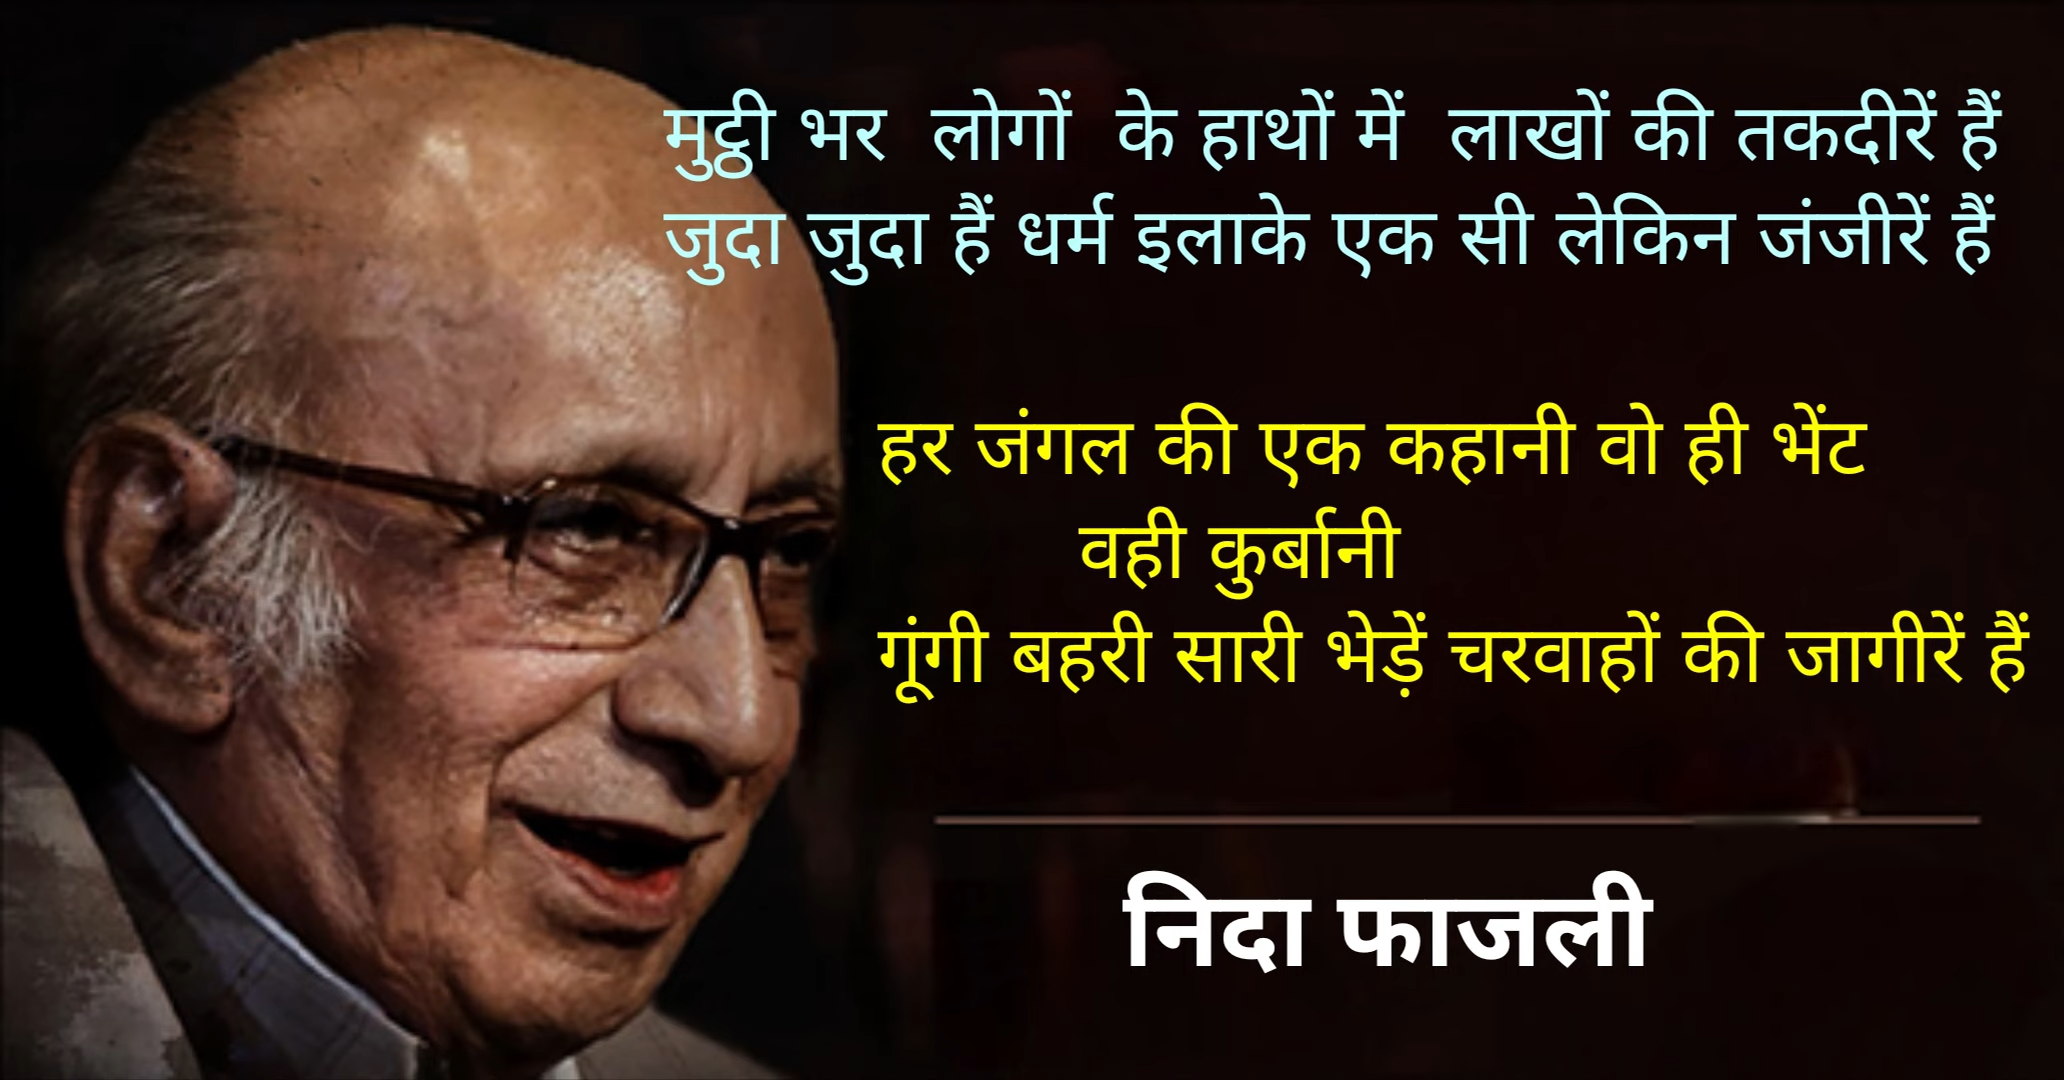 मुट्ठी भर लोगों के हाथों में लाखों की तकदीरें हैं
जुदा जुदा हैं धर्म इलाके एक सी लेकिन जंजीरें हैं
हर जंगल की एक कहानी वो ही भेंट
वही कुर्बानी
गूंगी बहरी सारी भेड़ें चरवाहों की जागीरें हैं
निदा फाजली